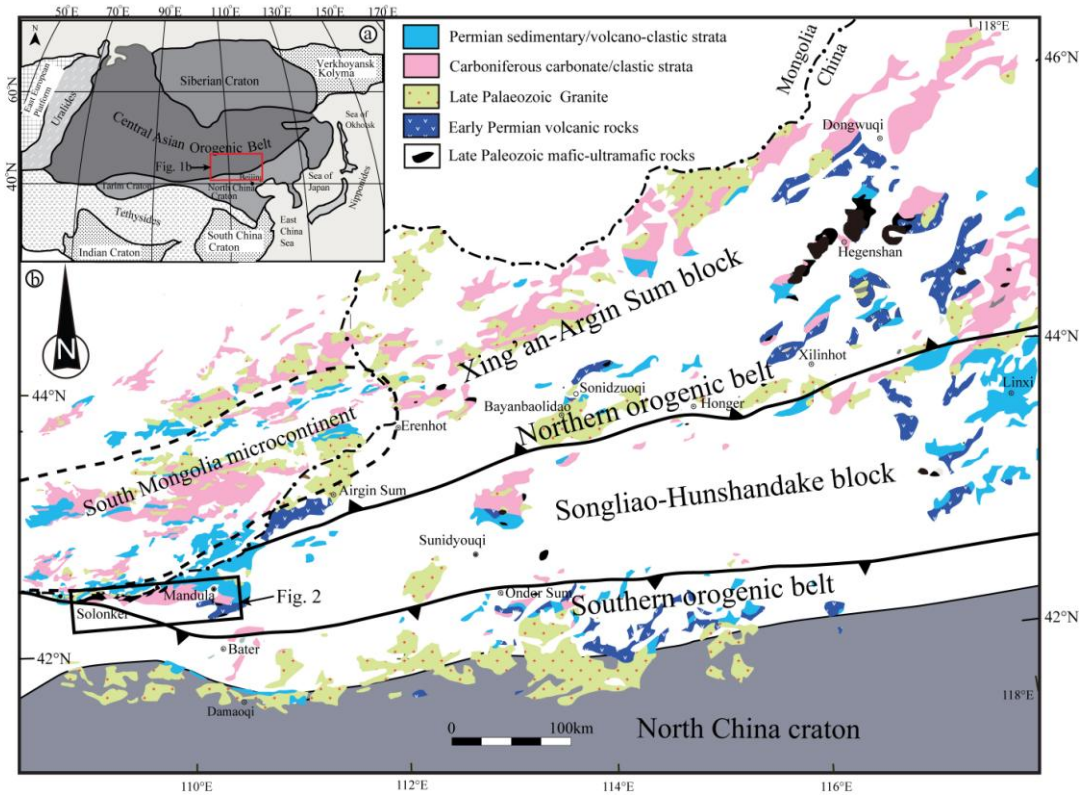 50°E 70°E 90°E 110°E 130°E 150°E 170°E
N
a
60°N
40°N
East European
Platform
Uralides
Siberian Craton
Verkhoyansk
Kolyma
Central Asian Orogenic Belt
Sea of
Okhotsk
Fig. 1b
Beijing
Tarim Craton
North China
Craton
Sea of
Japan
Nipponides
Tethysides
East
China
Sea
Indian Craton
South China
Craton
Permian sedimentary/volcano-clastic strata
Carboniferous carbonate/clastic strata
Late Palaeozoic Granite
Early Permian volcanic rocks
Late Paleozoic mafic-ultramafic rocks
118°E
46°N
Mongolia
China
Dongwuqi
b
N
Hegenshan
Xing'an-Argin Sum block
44°N
Xilinhot
Linxi
Sonidzuoqi
Bayanbaolidao
Honger
Northern orogenic belt
44°N
Erenhot
South Mongolia microcontinent
Airgin Sum
Songliao-Hunshandake block
Sunidyouqi
Mandula
Solonker
Fig. 2
Ondor Sum
Southern orogenic belt
42°N
Bater
42°N
Damaoqi
118°E
0 100km
North China craton
110°E 112°E 114°E 116°E